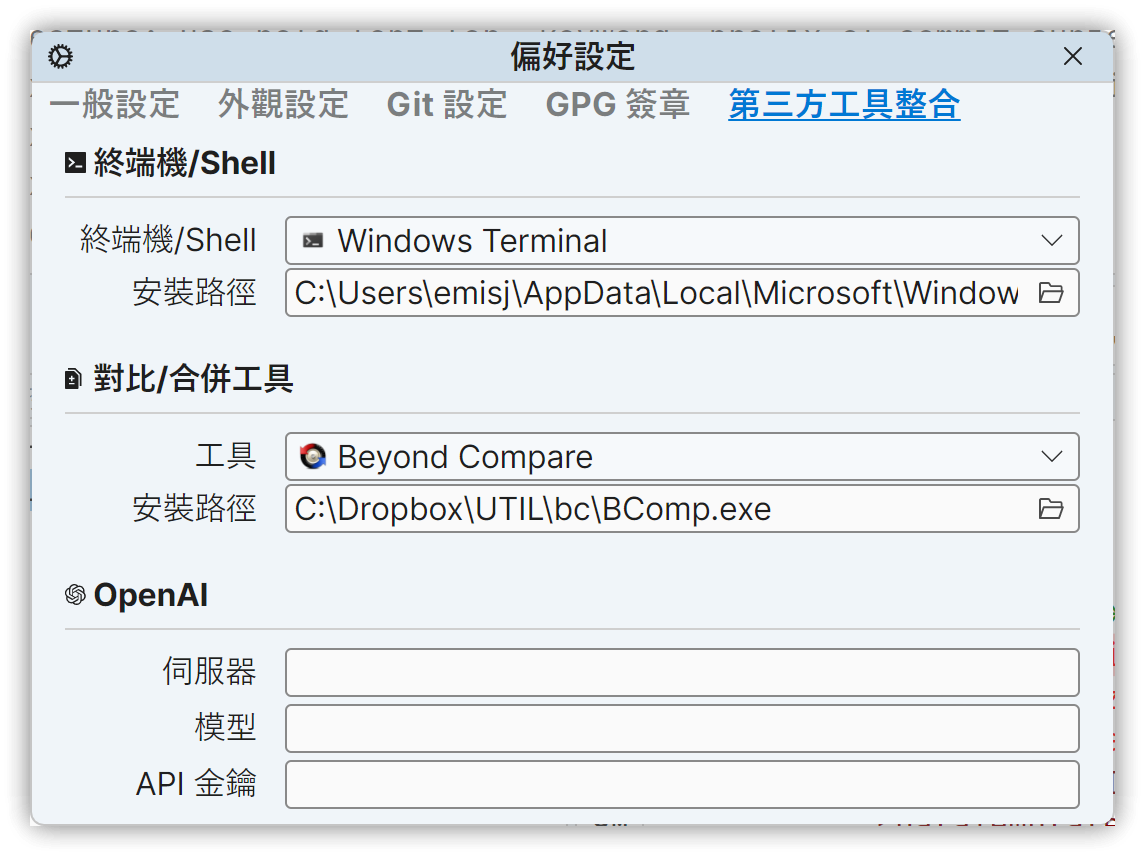 偏好設定
一般設定 外觀設定 Git 設定 GPG 簽章 第三方工具整合
終端機/Shell
終端機/Shell Windows Terminal
安裝路徑 C:\Users\emisj\AppData\Local\Microsoft\Window
對比/合併工具
工具 Beyond Compare
安裝路徑 C:\Dropbox\UTIL\bc\BComp.exe
OpenAI
伺服器
模型
API 金鑰